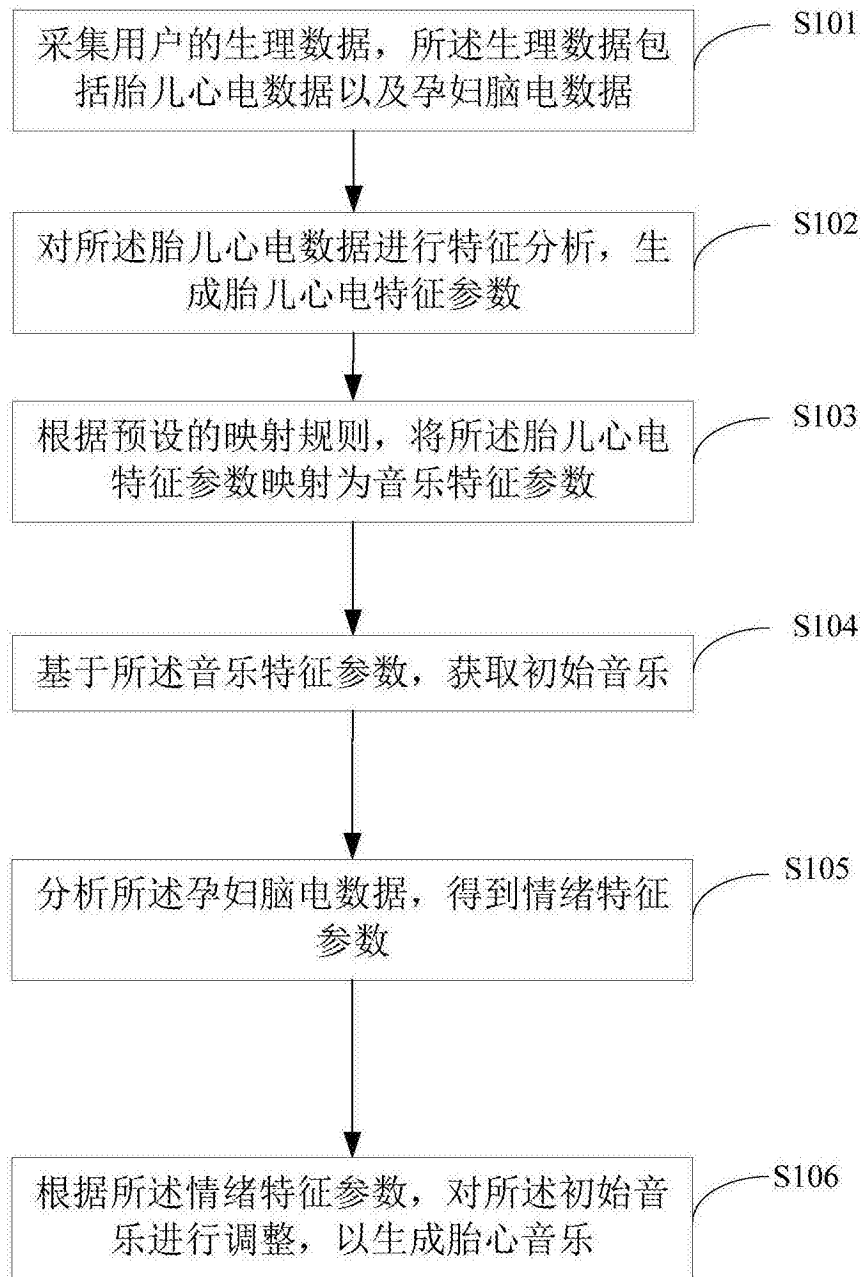 采集用户的生理数据，所述生理数据包
括胎儿心电数据以及孕妇脑电数据
S101
对所述胎儿心电数据进行特征分析，生
成胎儿心电特征参数
S102
根据预设的映射规则，将所述胎儿心电
特征参数映射为音乐特征参数
S103
基于所述音乐特征参数，获取初始音乐
S104
分析所述孕妇脑电数据，得到情绪特征
参数
S105
根据所述情绪特征参数，对所述初始音
乐进行调整，以生成胎心音乐
S106